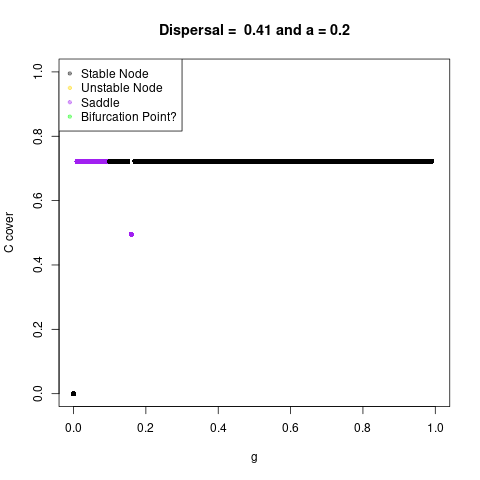 Dispersal =  0.41 and a = 0.2
Stable Node
Unstable Node
Saddle
Bifurcation Point?
C cover
1.0
0.8
0.6
0.4
0.2
0.0
0.0 0.2 0.4 0.6 0.8 1.0
g